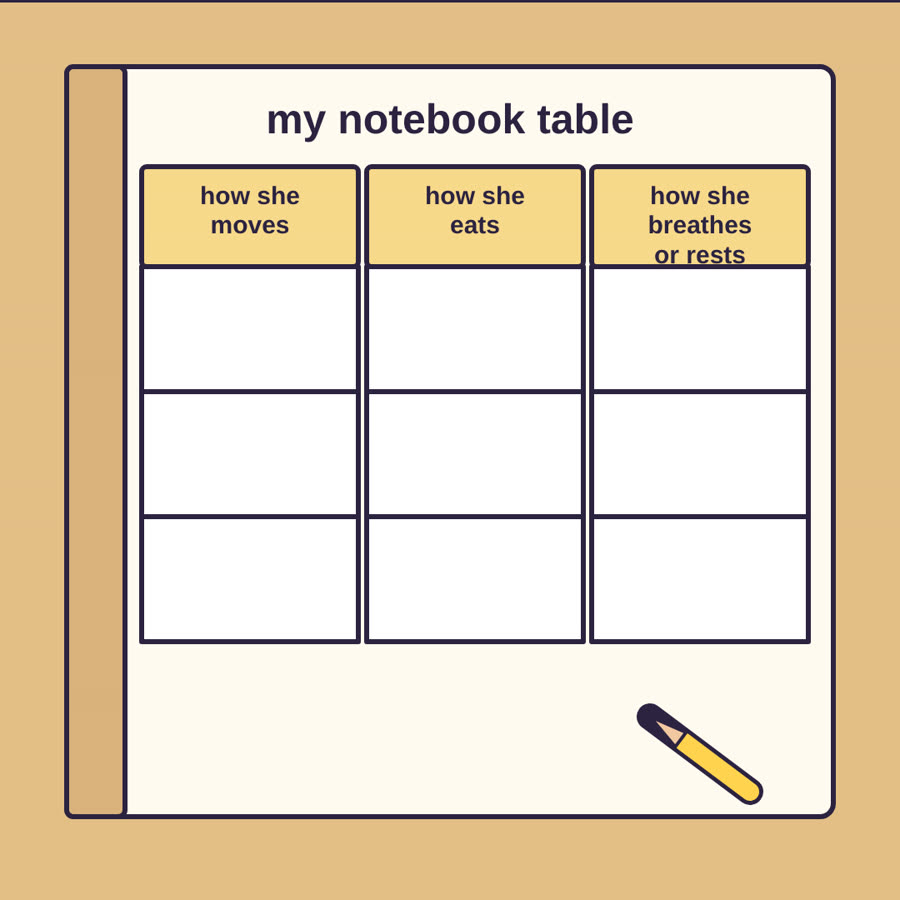 my notebook table
how she
moves
how she
eats
how she
breathes
or rests